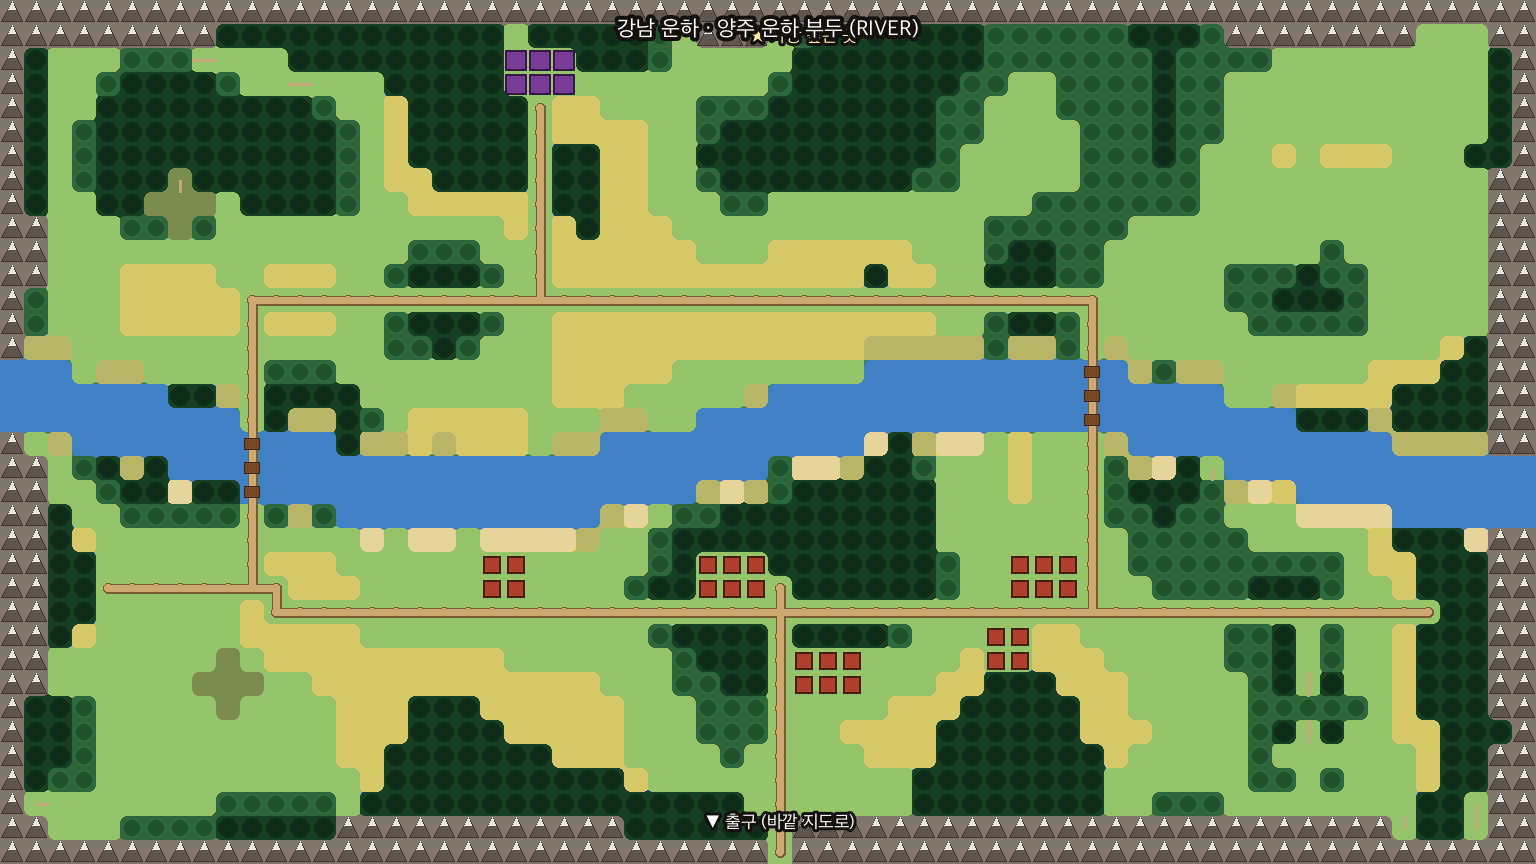 강남 운하 - 양주 운하 부두 (RIVER)
▼ 출구 (바깥 지도로)